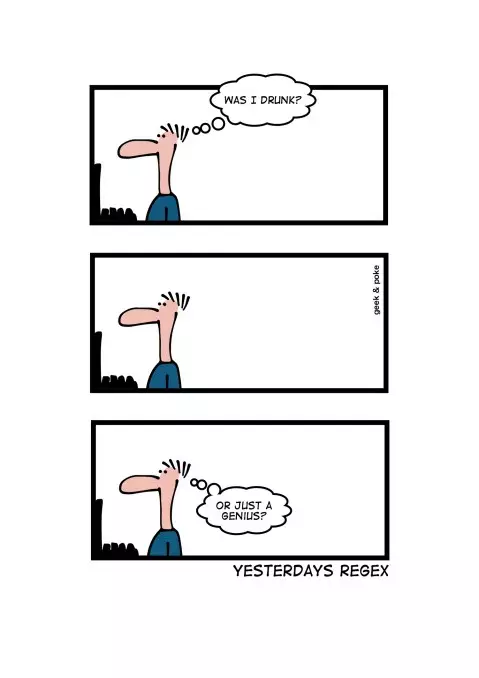 WAS I DRUNK?
geek & poke
OR JUST A
GENIUS?
YESTERDAYS REGEX